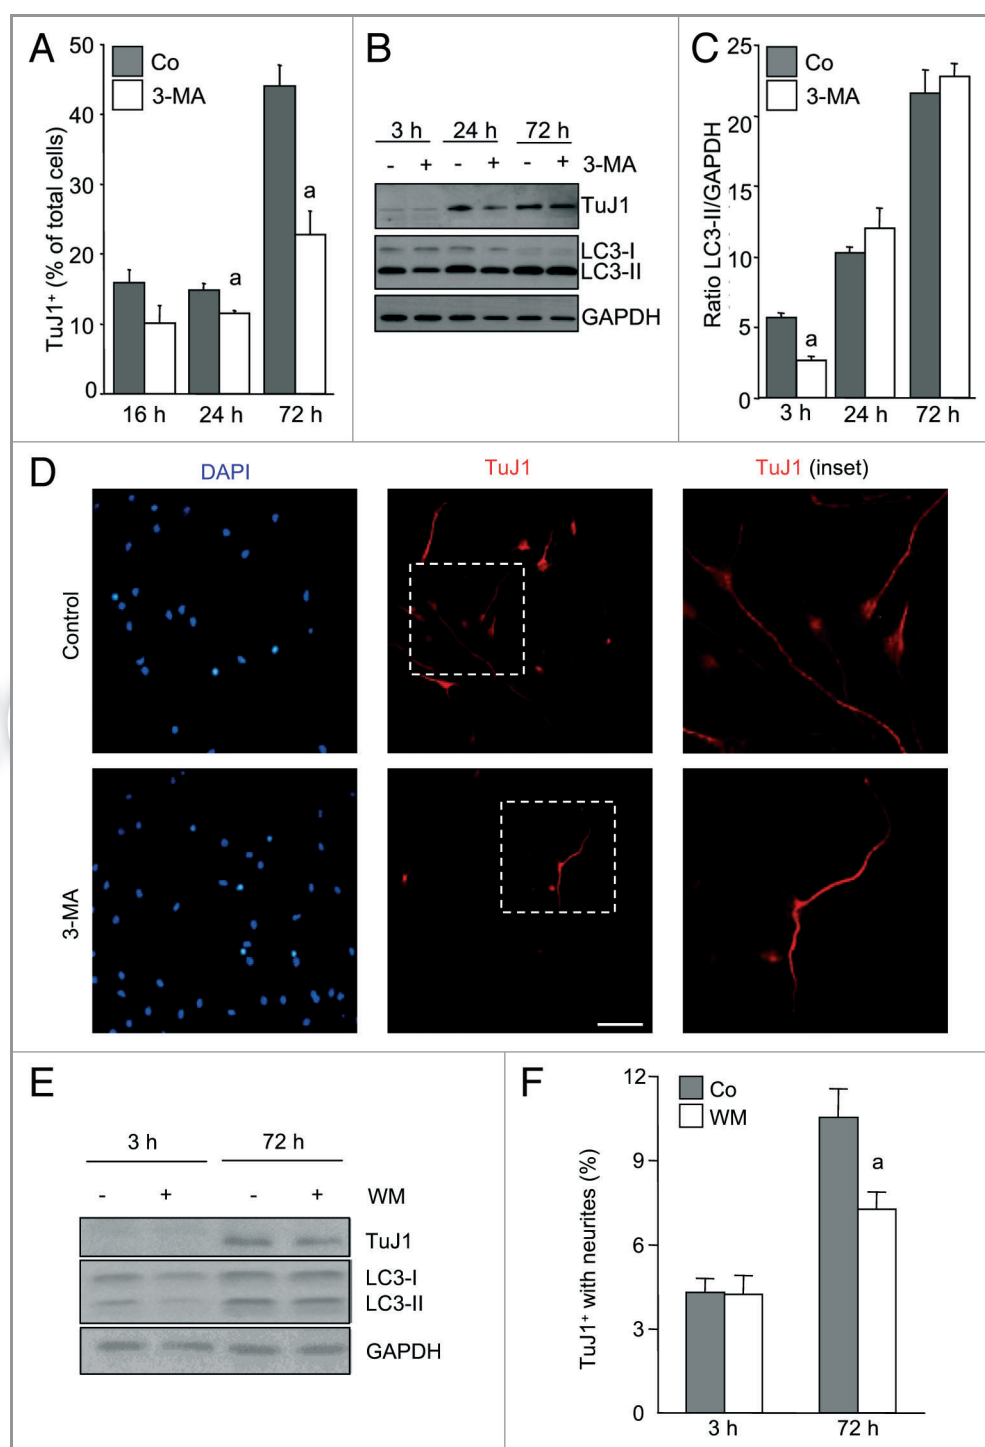 A
50
40
30
20
10
0
TuJ1+ (% of total cells)
Co
3-MA
a
a
16 h 24 h 72 h
B
3 h 24 h 72 h
- + - + - + 3-MA
TuJ1
LC3-I
LC3-II
GAPDH
C
25
20
15
10
5
0
Ratio LC3-II/GAPDH
Co
3-MA
a
3 h 24 h 72 h
D
DAPI TuJ1 TuJ1 (inset)
Control
3-MA
E
3 h 72 h
- + - + WM
TuJ1
LC3-I
LC3-II
GAPDH
F
12
9
6
3
0
TuJ1+ with neurites (%)
Co
WM
a
3 h 72 h